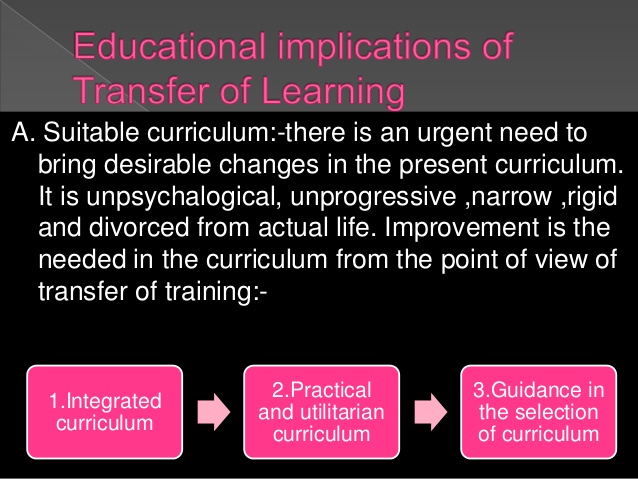 Educational implications of
Transfer of Learning
A. Suitable curriculum:-there is an urgent need to
bring desirable changes in the present curriculum.
It is unpsychalogical, unprogressive ,narrow ,rigid
and divorced from actual life. Improvement is the
needed in the curriculum from the point of view of
transfer of training:-
1.Integrated
curriculum
2.Practical
and utilitarian
curriculum
3.Guidance in
the selection
of curriculum